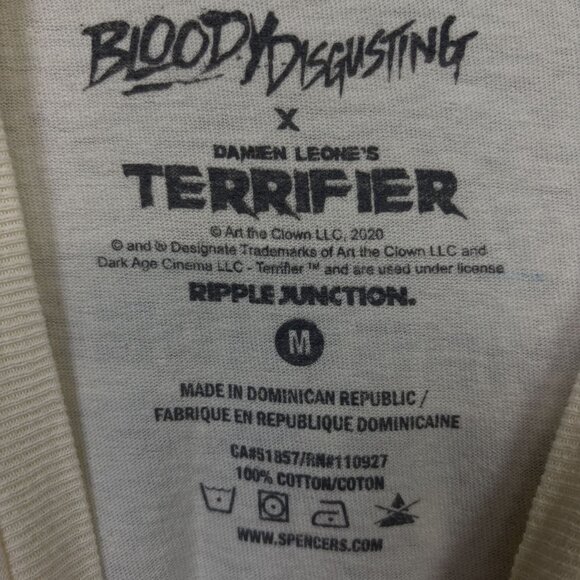 BLOODY DISGUSTING
X
DAMIEN LEONE'S
TERRIFIER
© Art the Clown LLC, 2020
© and ® Designate Trademarks of Art the Clown LLC and
Dark Age Cinema LLC - Terrifier ™ and are used under license
RIPPLE JUNCTION.
M
MADE IN DOMINICAN REPUBLIC /
FABRIQUE EN REPUBLIQUE DOMINICAINE
CA#51857/RN#110927
100% COTTON/COTON
WWW.SPENCERS.COM